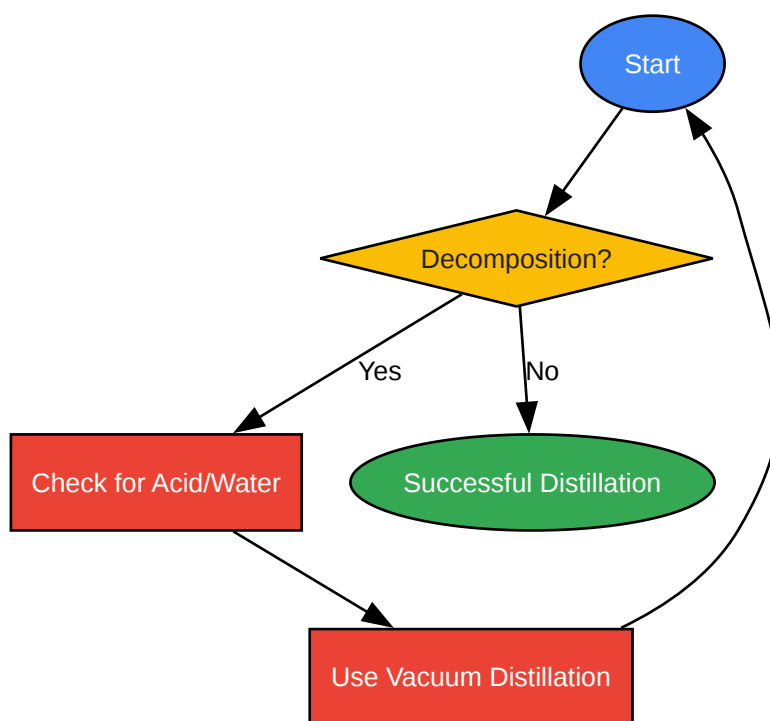 Start
Decomposition?
Yes
No
Check for Acid/Water
Successful Distillation
Use Vacuum Distillation